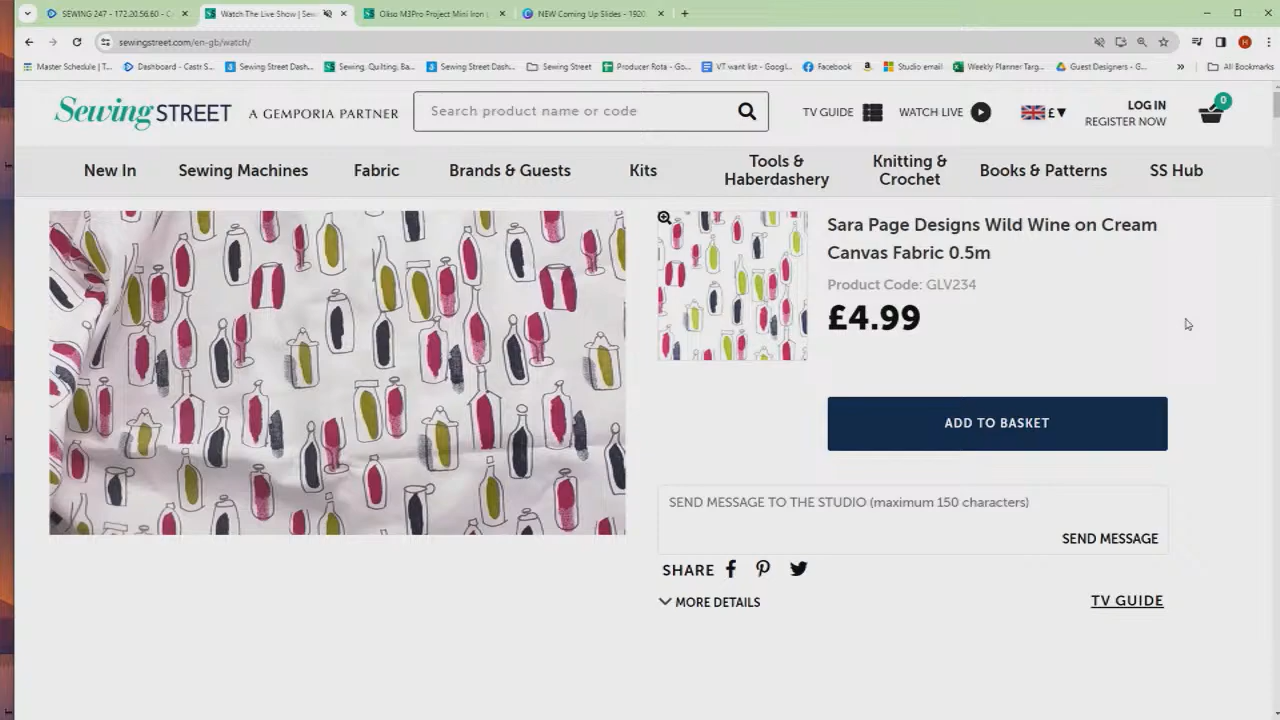 SEWING 247 - 172.20.56.60 - C
Watch The Live Show | Sew
Oliso M3Pro Project Mini Iron |
NEW Coming Up Slides - 1920
sewingstreet.com/en-gb/watch/
Master Schedule | T...
Dashboard - Castr S...
Sewing Street Dash...
Sewing, Quilting, Ba...
Sewing Street Dash...
Sewing Street
Producer Rota - Go...
VT want list - Googl...
Facebook
Studio email
Weekly Planner Targ...
Guest Designers - G...
All Bookmarks
Sewing STREET
A GEMPORIA PARTNER
Search product name or code
TV GUIDE
WATCH LIVE
£
LOG IN
REGISTER NOW
0
New In
Sewing Machines
Fabric
Brands & Guests
Kits
Tools &
Haberdashery
Knitting &
Crochet
Books & Patterns
SS Hub
Sara Page Designs Wild Wine on Cream
Canvas Fabric 0.5m
Product Code: GLV234
£4.99
ADD TO BASKET
SEND MESSAGE TO THE STUDIO (maximum 150 characters)
SEND MESSAGE
SHARE
MORE DETAILS
TV GUIDE